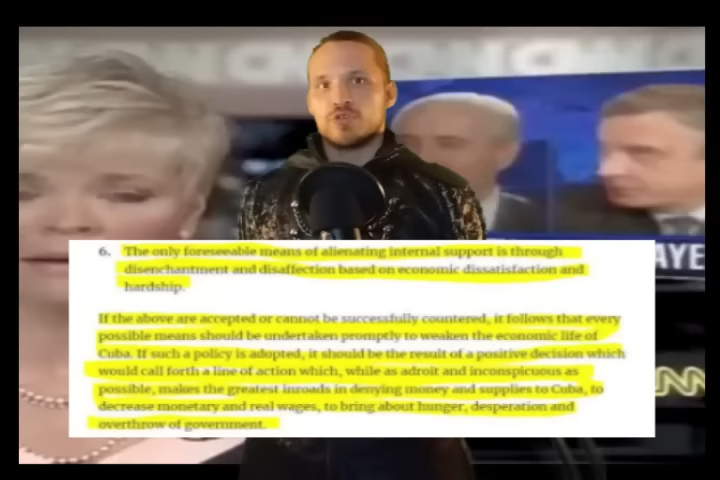 CNN
6. The only foreseeable means of alienating internal support is through
disenchantment and disaffection based on economic dissatisfaction and
hardship.
If the above are accepted or cannot be successfully countered, it follows that every
possible means should be undertaken promptly to weaken the economic life of
Cuba. If such a policy is adopted, it should be the result of a positive decision which
would call forth a line of action which, while as adroit and inconspicuous as
possible, makes the greatest inroads in denying money and supplies to Cuba, to
decrease monetary and real wages, to bring about hunger, desperation and
overthrow of government.
AYE
NN